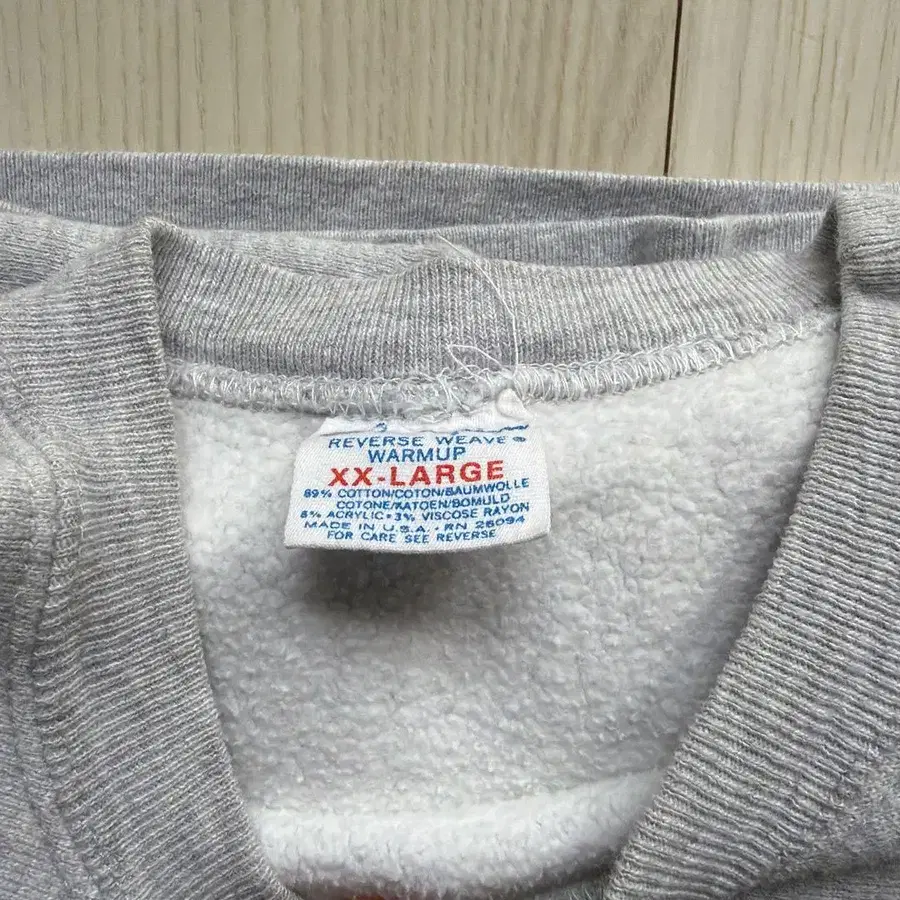 REVERSE WEAVE®
WARMUP
XX-LARGE
89% COTTON/COTON/BAUMWOLLE
COTONE/KATOEN/BOMULD
8% ACRYLIC•3% VISCOSE RAYON
MADE IN U.S.A. • RN 26094
FOR CARE SEE REVERSE